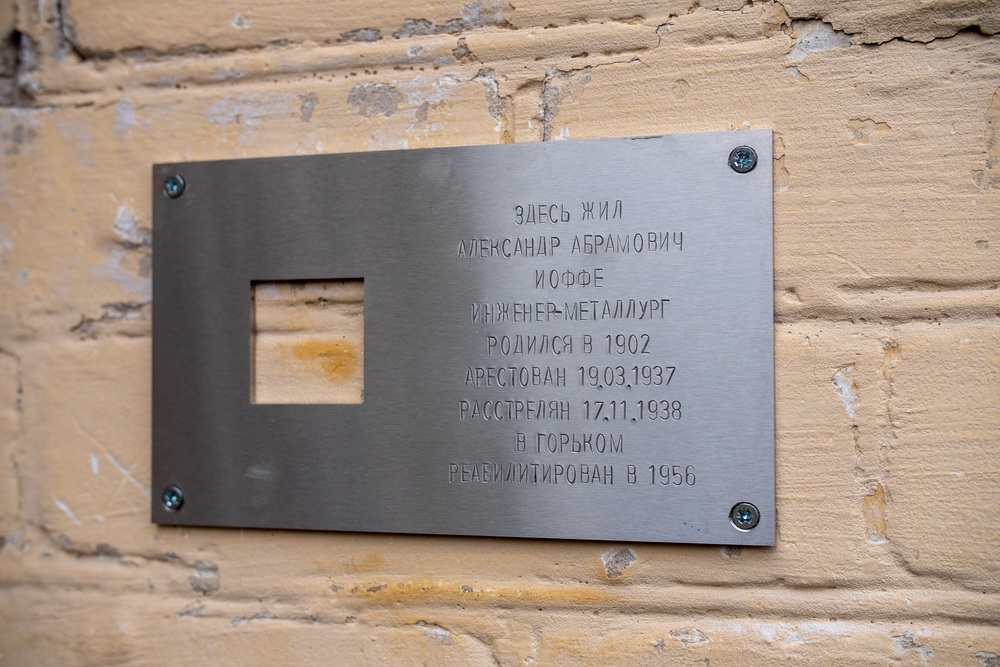 ЗДЕСЬ ЖИЛ
АЛЕКСАНДР АБРАМОВИЧ
ИОФФЕ
ИНЖЕНЕР-МЕТАЛЛУРГ
РОДИЛСЯ В 1902
АРЕСТОВАН 19.03.1937
РАССТРЕЛЯН 17.11.1938
В ГОРЬКОМ
РЕАБИЛИТИРОВАН В 1956